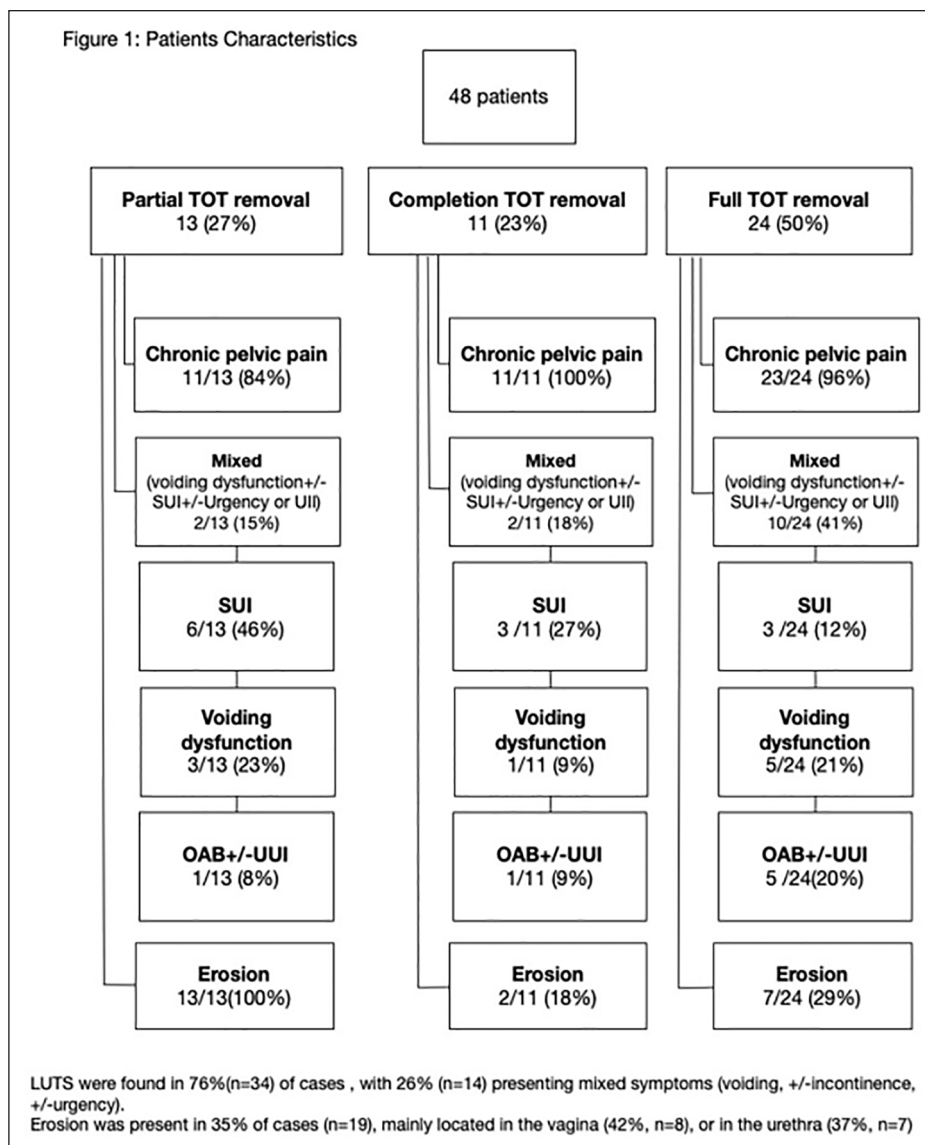 Figure 1: Patients Characteristics
48 patients
Partial TOT removal
13 (27%)
Completion TOT removal
11 (23%)
Full TOT removal
24 (50%)
Chronic pelvic pain
11/13 (84%)
Chronic pelvic pain
11/11 (100%)
Chronic pelvic pain
23/24 (96%)
Mixed
(voiding dysfunction+/-
SUI+/-Urgency or UII)
2/13 (15%)
Mixed
(voiding dysfunction+/-
SUI+/-Urgency or UII)
2/11 (18%)
Mixed
(voiding dysfunction+/-
SUI+/-Urgency or UII)
10/24 (41%)
SUI
6/13 (46%)
SUI
3 /11 (27%)
SUI
3 /24 (12%)
Voiding
dysfunction
3/13 (23%)
Voiding
dysfunction
1/11 (9%)
Voiding
dysfunction
5/24 (21%)
OAB+/-UUI
1/13 (8%)
OAB+/-UUI
1/11 (9%)
OAB+/-UUI
5 /24(20%)
Erosion
13/13(100%)
Erosion
2/11 (18%)
Erosion
7/24 (29%)
LUTS were found in 76%(n=34) of cases , with 26% (n=14) presenting mixed symptoms (voiding, +/-incontinence,
+/-urgency).
Erosion was present in 35% of cases (n=19), mainly located in the vagina (42%, n=8), or in the urethra (37%, n=7)